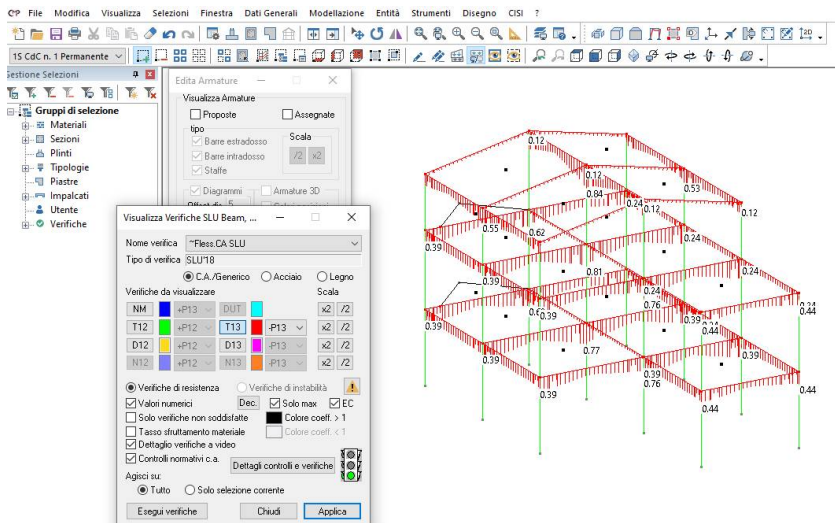 File Modifica Visualizza Selezioni Finestra Dati Generali Modellazione Entità Strumenti Disegno CISI ?
1S CdC n. 1 Permanente
Gestione Selezioni
Gruppi di selezione
Materiali
Sezioni
Plinti
Tipologie
Piastre
Impalcati
Utente
Verifiche
Edita Armature
Visualizza Armature
Proposte Assegnate
tipo
Barre estradosso
Barre intradosso
Staffe
Scala
/2 x2
Diagrammi Armature 3D
Visualizza Verifiche SLU Beam, ...
Nome verifica ~Fless.CA SLU
Tipo di verifica SLU'18
C.A./Generico Acciaio Legno
Verifiche da visualizzare Scala
NM +P13 DUT x2 /2
T12 +P12 T13 -P13 x2 /2
D12 +P12 D13 -P13 x2 /2
N12 +P12 N13 -P13 x2 /2
Verifiche di resistenza Verifiche di instabilità
Valori numerici Dec. Solo max EC
Solo verifiche non soddisfatte Colore coeff. > 1
Tasso sfruttamento materiale Colore coeff. < 1
Dettaglio verifiche a video
Controlli normativi c.a. Dettagli controlli e verifiche
Agisci su:
Tutto Solo selezione corrente
Esegui verifiche Chiudi Applica
0.12
0.12
0.53
0.84
0.24
0.12
0.12
0.55
0.62
0.24
0.39
0.39
0.81
0.24
0.24
0.24
0.76
0.39
0.44
0.39
0.77
0.39
0.76
0.44
0.39
0.44